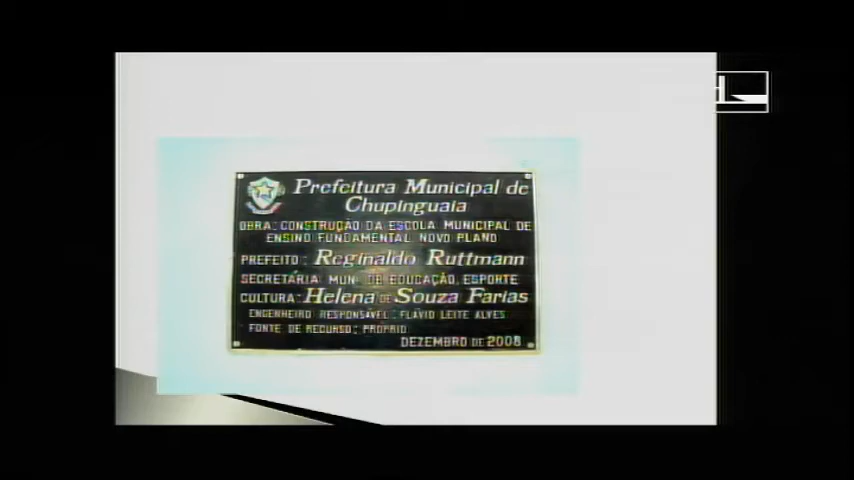 Prefeitura Municipal de
Chupinguaia
OBRA: CONSTRUÇÃO DA ESCOLA MUNICIPAL DE
ENSINO FUNDAMENTAL NOVO PLANO
PREFEITO: Reginaldo Ruttmann
SECRETÁRIA MUN. DE EDUCAÇÃO, ESPORTE
CULTURA: Helena DE Souza Farias
ENGENHEIRO RESPONSÁVEL: FLÁVIO LEITE ALVES
FONTE DE RECURSO: PRÓPRIO
DEZEMBRO DE 2008